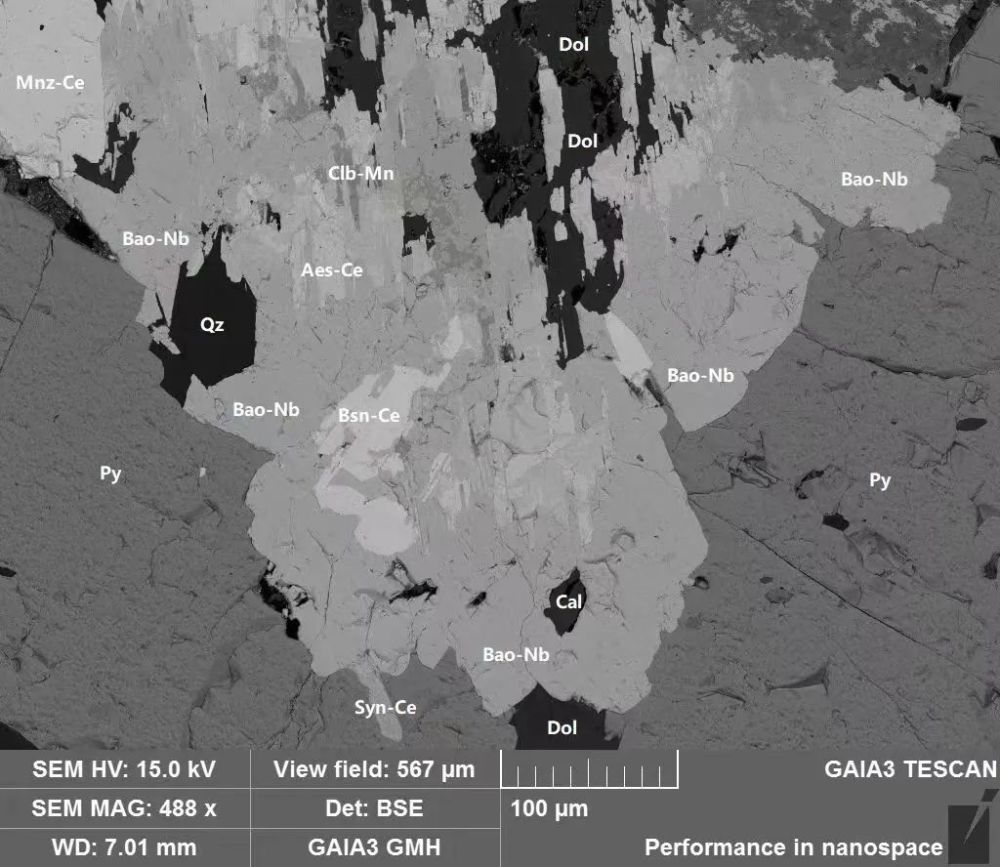 Dol
Mnz-Ce
Dol
Clb-Mn
Bao-Nb
Bao-Nb
Aes-Ce
Qz
Bao-Nb
Bao-Nb
Bsn-Ce
Py
Py
Cal
Bao-Nb
Syn-Ce
Dol
SEM HV: 15.0 kV
View field: 567 µm
GAIA3 TESCAN
SEM MAG: 488 x
Det: BSE
100 µm
WD: 7.01 mm
GAIA3 GMH
Performance in nanospace